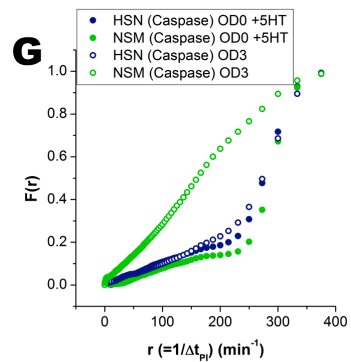 G
HSN (Caspase) OD0 +5HT
NSM (Caspase) OD0 +5HT
HSN (Caspase) OD3
NSM (Caspase) OD3
1.0
0.8
0.6
0.4
0.2
0.0
F(r)
0 100 200 300 400
r (=1/Δt_PI) (min⁻¹)